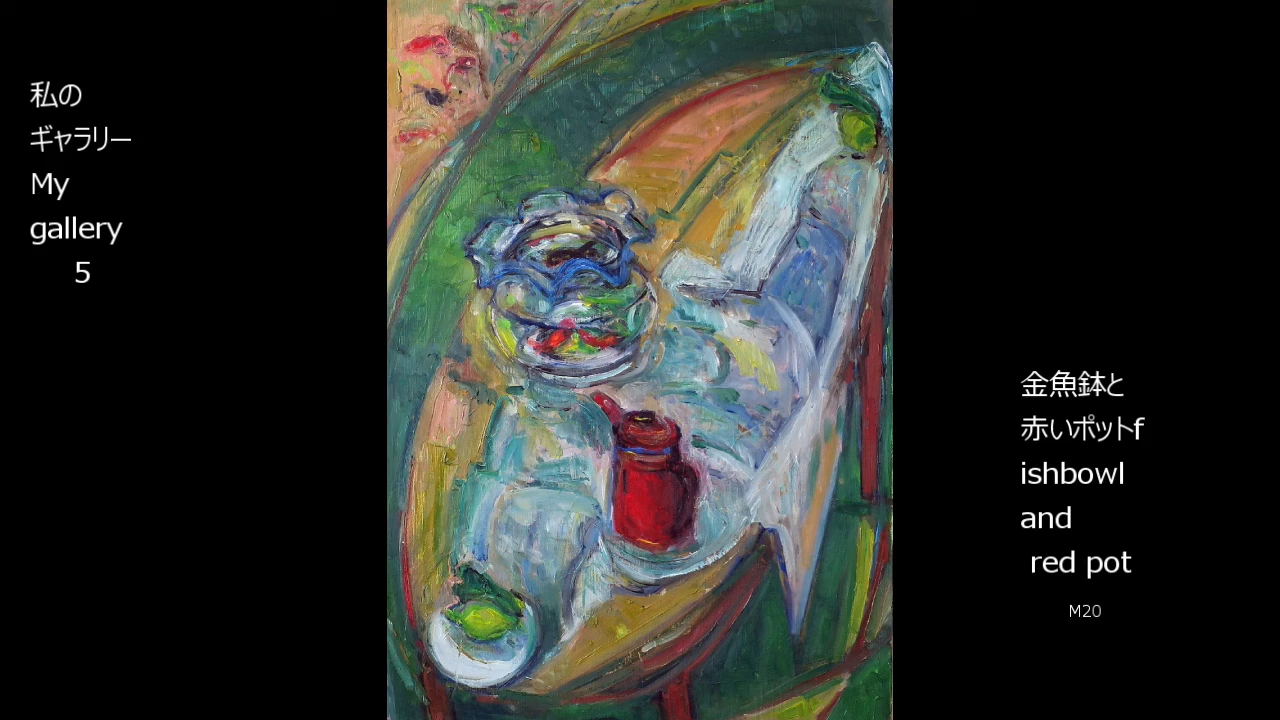 私の
ギャラリー
My
gallery
5
金魚鉢と
赤いポットf
ishbowl
and
red pot
M20